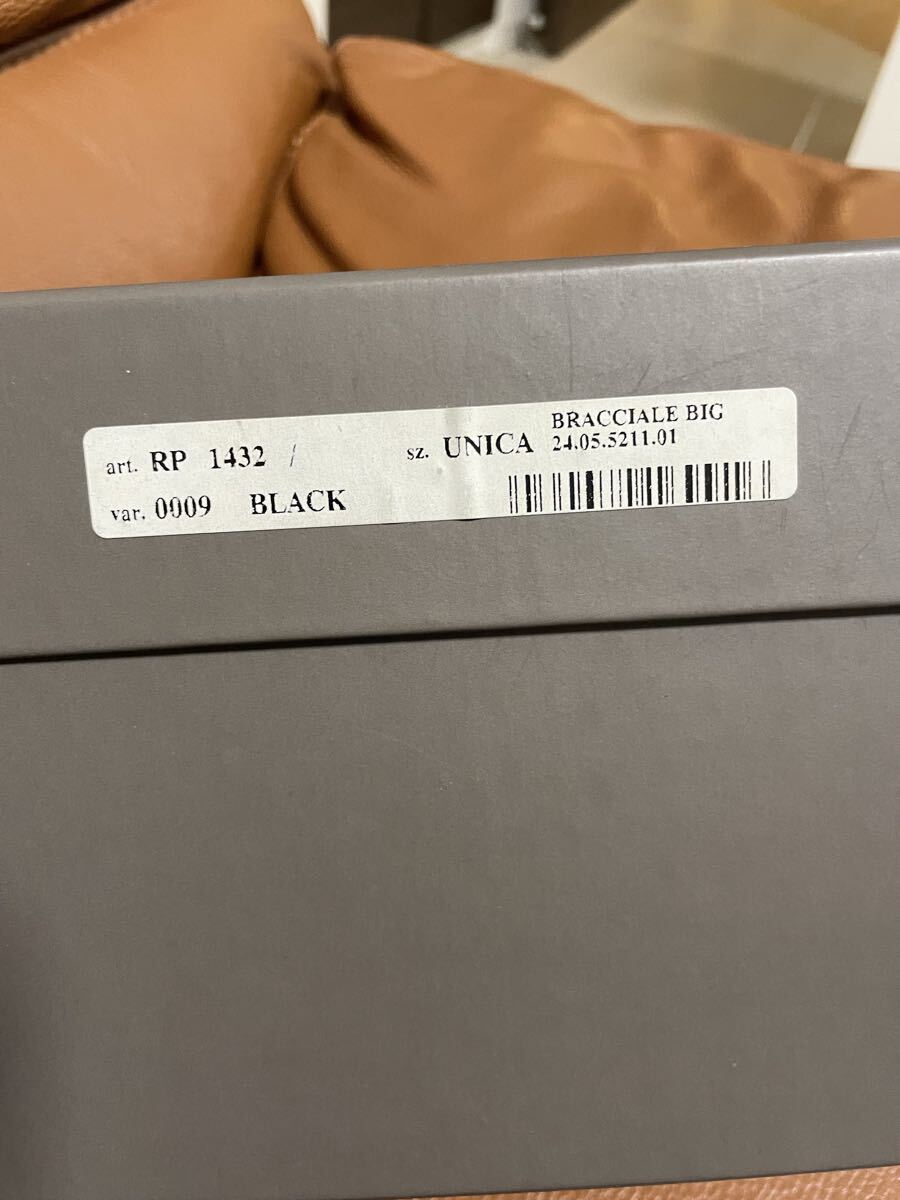 art. RP 1432 /
sz. UNICA
BRACCIALE BIG
24.05.5211.01
var. 0009 BLACK